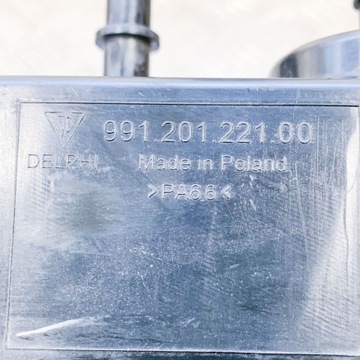 991.201.221.00
DELPHI Made in Poland
>PA66<